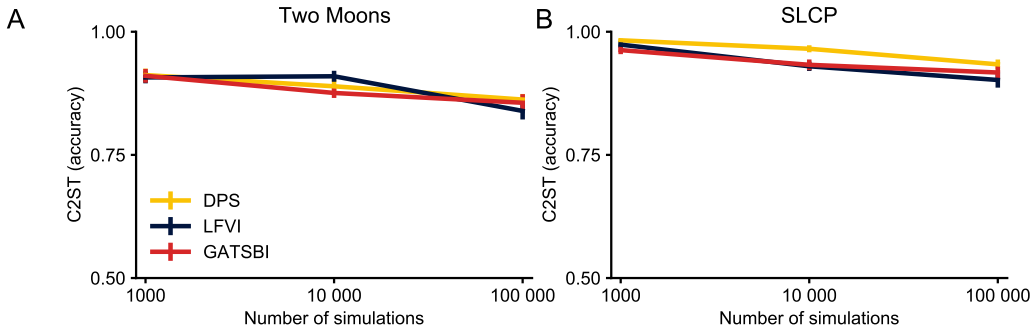 A
Two Moons
C2ST (accuracy)
1.00
0.75
0.50
DPS
LFVI
GATSBI
1000
10 000
100 000
Number of simulations
B
SLCP
C2ST (accuracy)
1.00
0.75
0.50
1000
10 000
100 000
Number of simulations